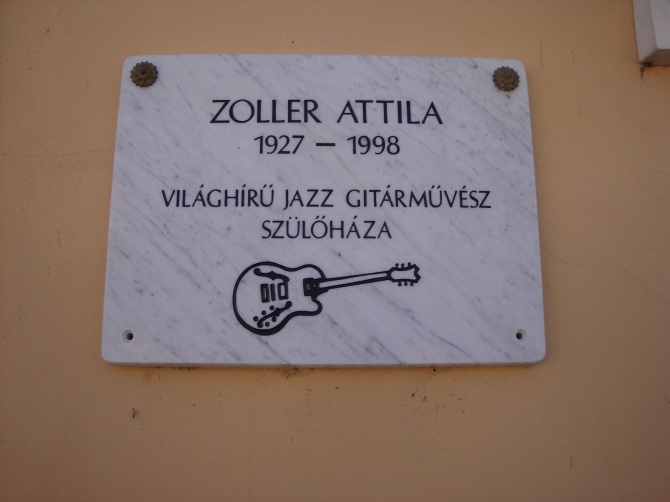 ZOLLER ATTILA
1927 – 1998
VILÁGHÍRŰ JAZZ GITÁRMŰVÉSZ
SZÜLŐHÁZA